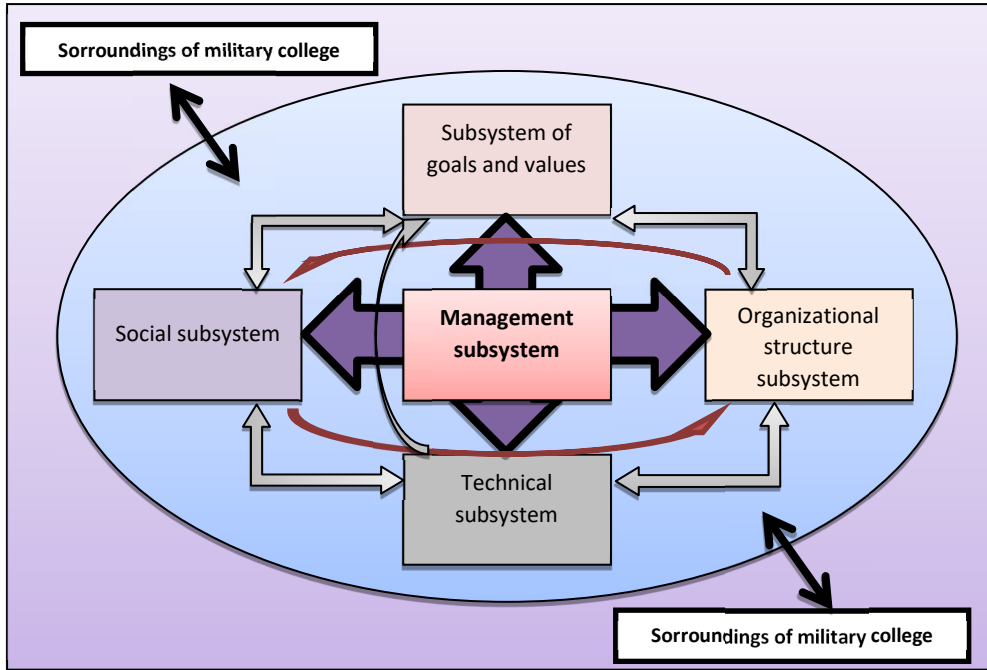 Sorroundings of military college
Subsystem of
goals and values
Social subsystem
Management
subsystem
Organizational
structure
subsystem
Technical
subsystem
Sorroundings of military college